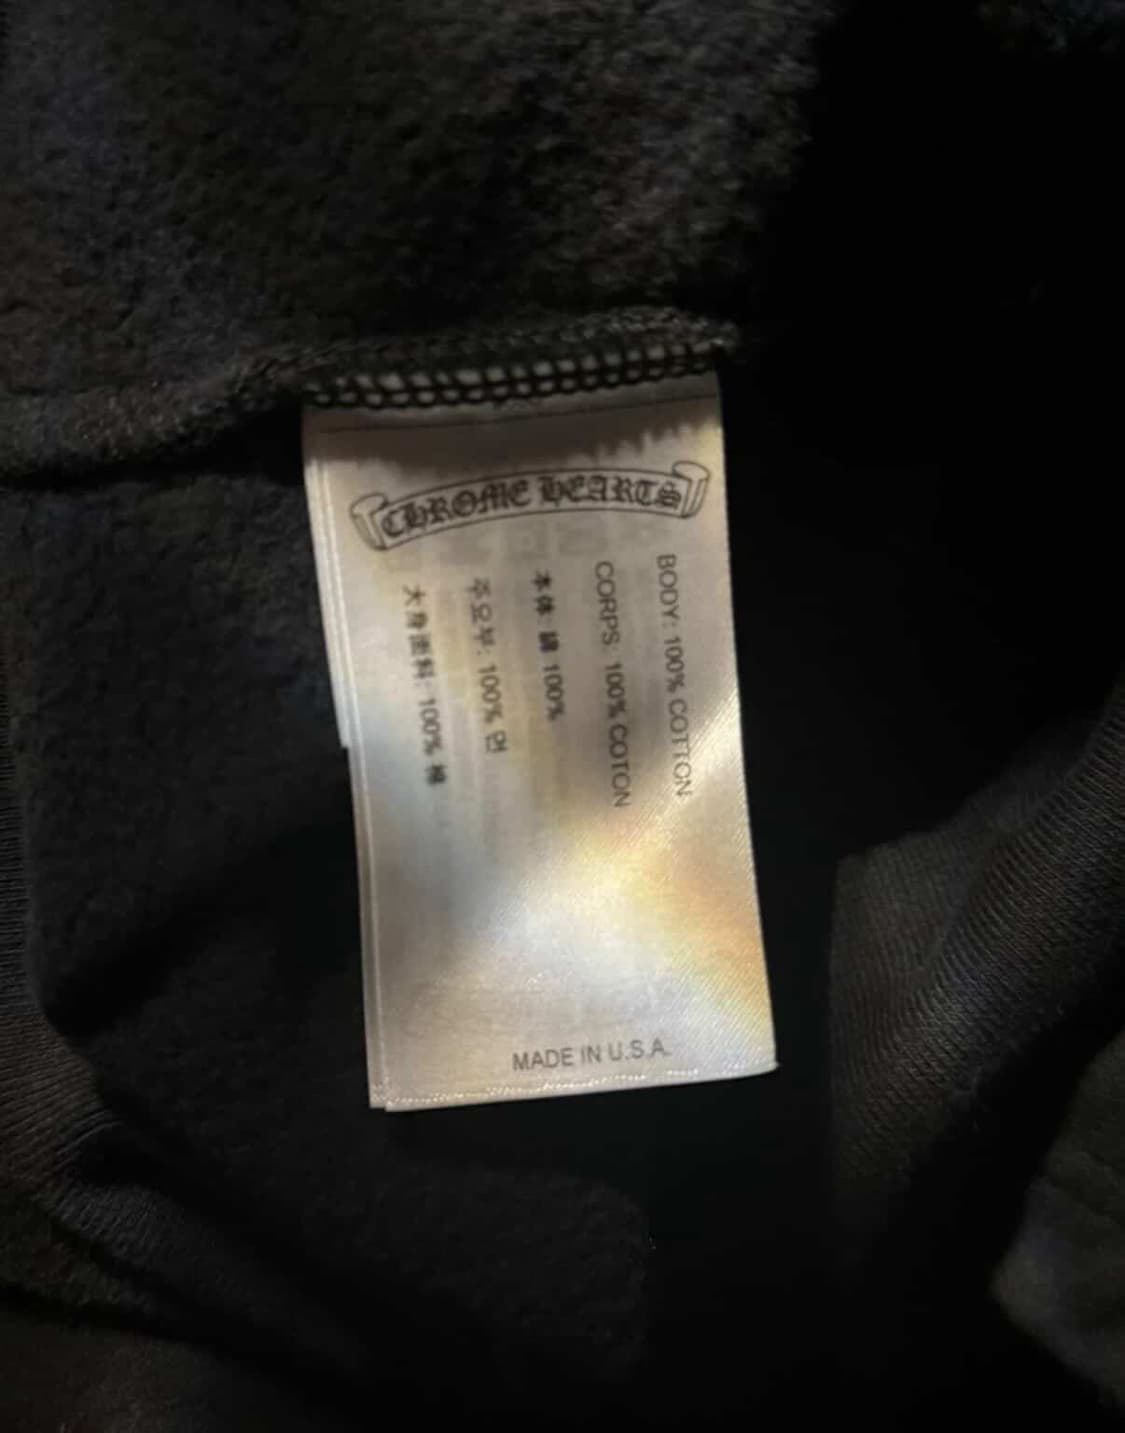 CHROME HEARTS
BODY: 100% COTTON
CORPS: 100% COTON
本体: 綿 100%
주요부: 100% 면
大身面料: 100% 棉
MADE IN U.S.A.